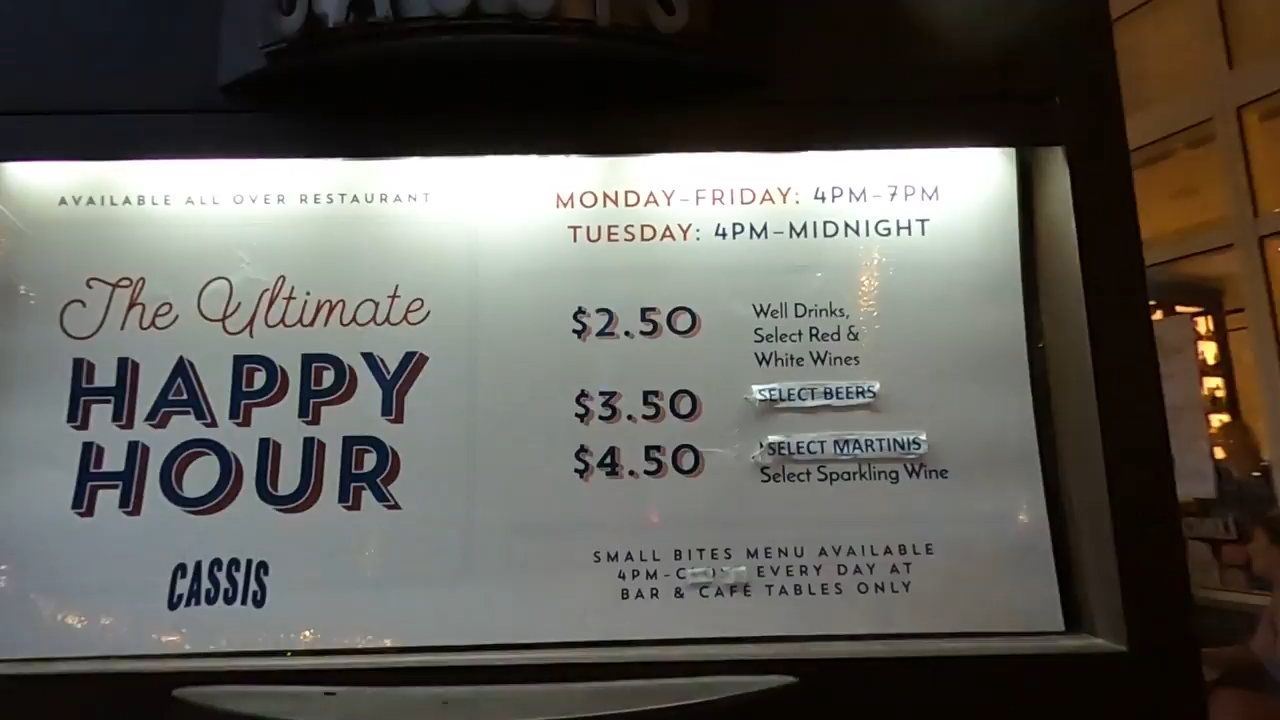 AVAILABLE ALL OVER RESTAURANT
The Ultimate
HAPPY
HOUR
CASSIS
MONDAY-FRIDAY: 4PM-7PM
TUESDAY: 4PM-MIDNIGHT
$2.50
Well Drinks,
Select Red &
White Wines
$3.50
SELECT BEERS
$4.50
SELECT MARTINIS
Select Sparkling Wine
SMALL BITES MENU AVAILABLE
4PM- EVERY DAY AT
BAR & CAFÉ TABLES ONLY